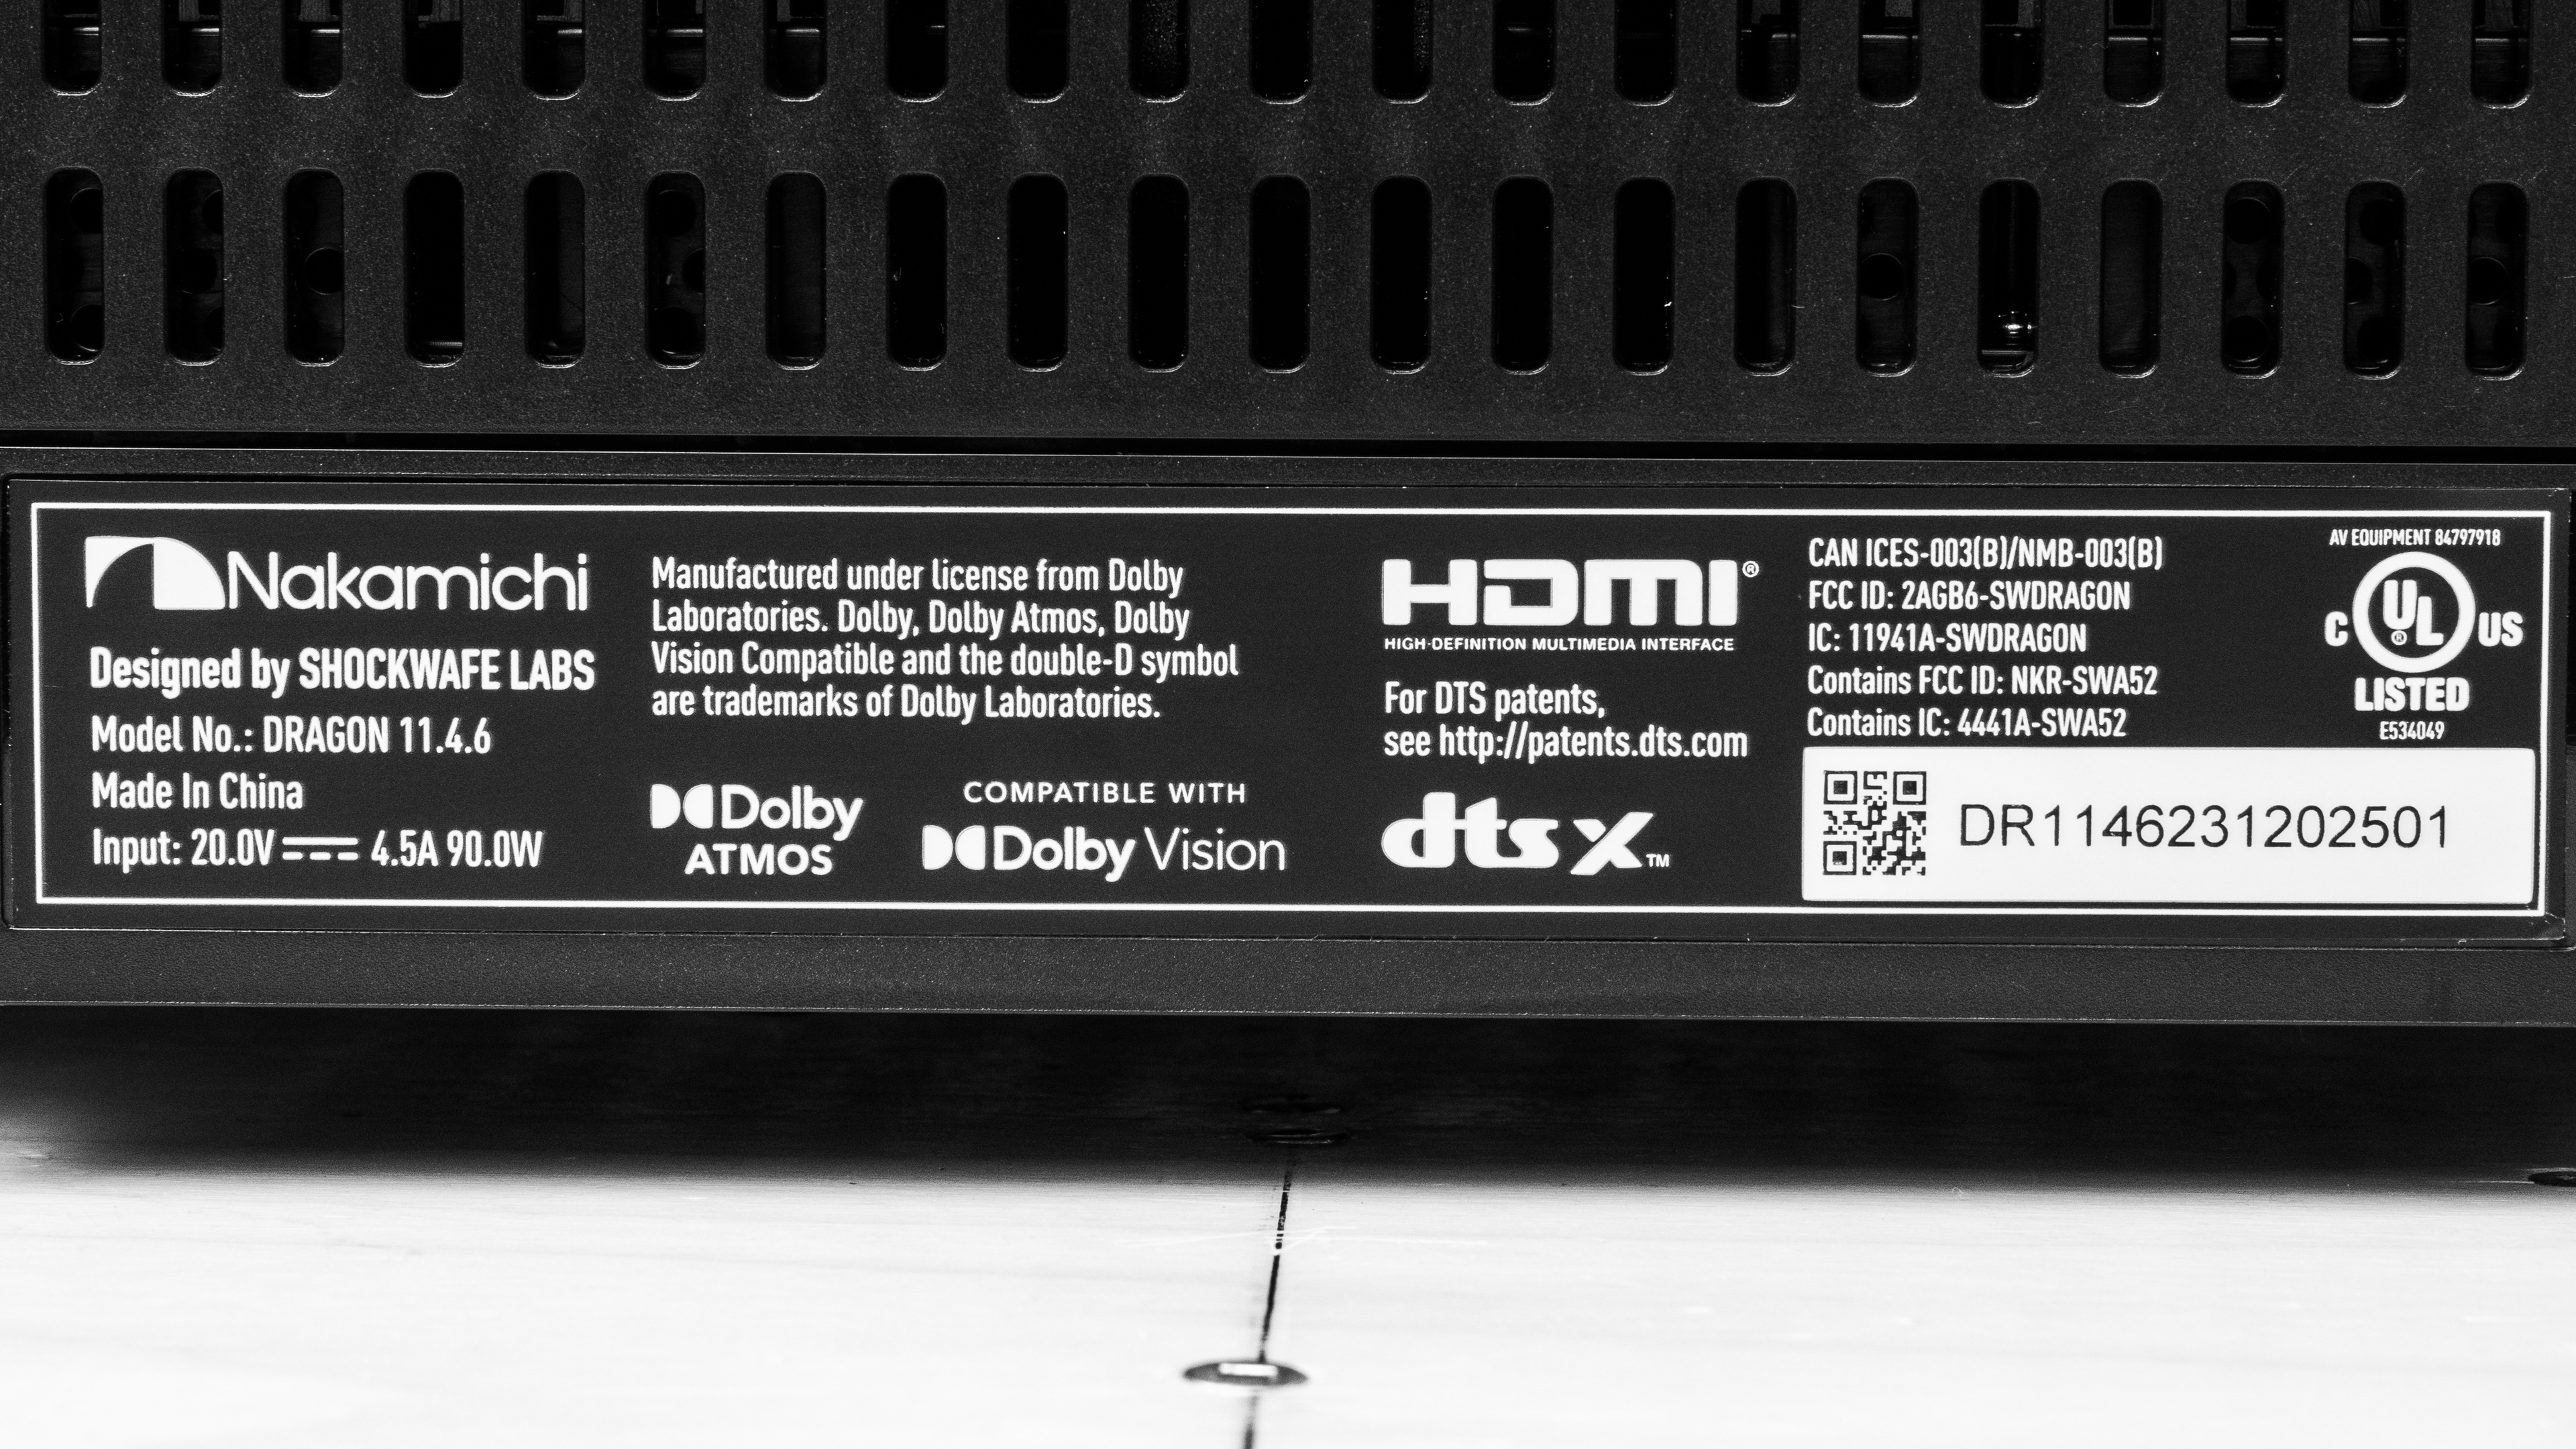 Nakamichi
Designed by SHOCKWAFE LABS
Model No.: DRAGON 11.4.6
Made In China
Input: 20.0V 4.5A 90.0W
Manufactured under license from Dolby
Laboratories. Dolby, Dolby Atmos, Dolby
Vision Compatible and the double-D symbol
are trademarks of Dolby Laboratories.
Dolby
ATMOS
COMPATIBLE WITH
Dolby Vision
HDMI®
HIGH-DEFINITION MULTIMEDIA INTERFACE
For DTS patents,
see http://patents.dts.com
dts X™
CAN ICES-003(B)/NMB-003(B)
FCC ID: 2AGB6-SWDRAGON
IC: 11941A-SWDRAGON
Contains FCC ID: NKR-SWA52
Contains IC: 4441A-SWA52
AV EQUIPMENT 84797918
C UL® US
LISTED
E534049
DR1146231202501